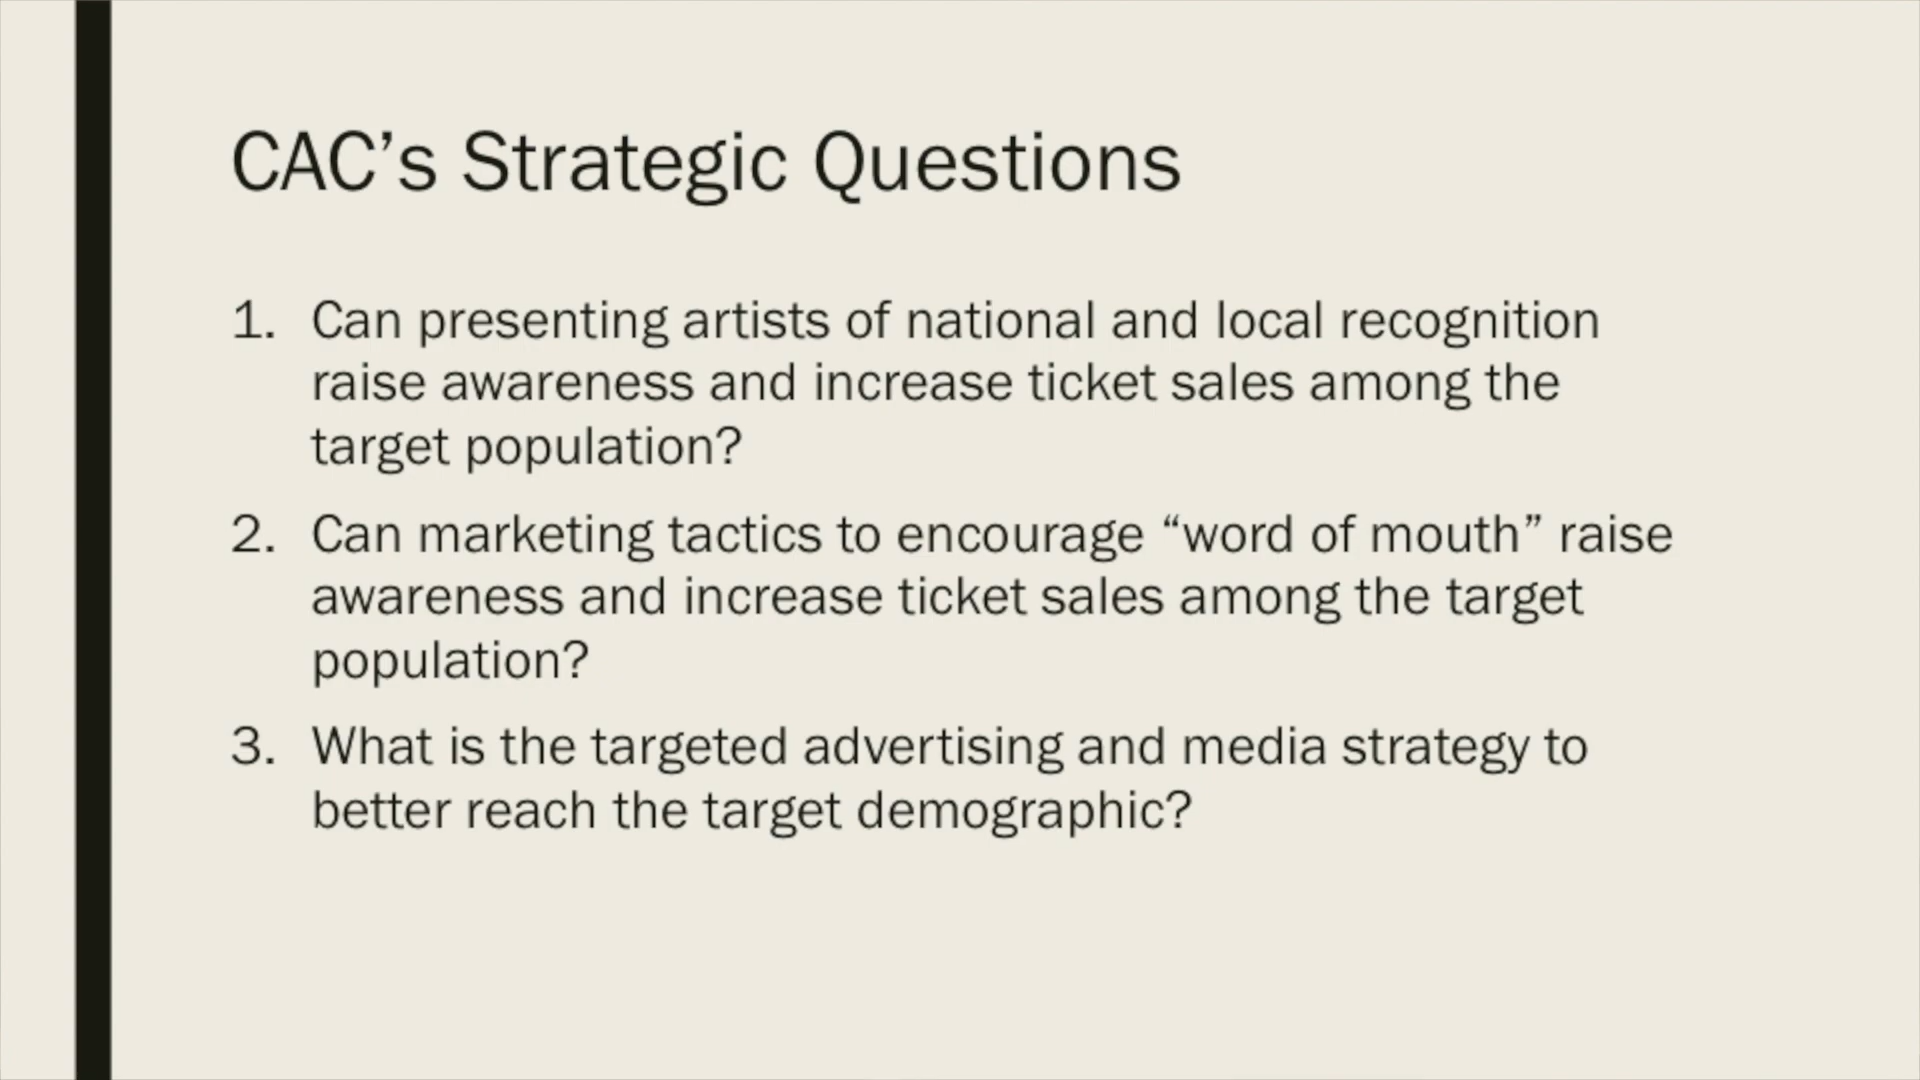 CAC’s Strategic Questions
1. Can presenting artists of national and local recognition
raise awareness and increase ticket sales among the
target population?
2. Can marketing tactics to encourage “word of mouth” raise
awareness and increase ticket sales among the target
population?
3. What is the targeted advertising and media strategy to
better reach the target demographic?